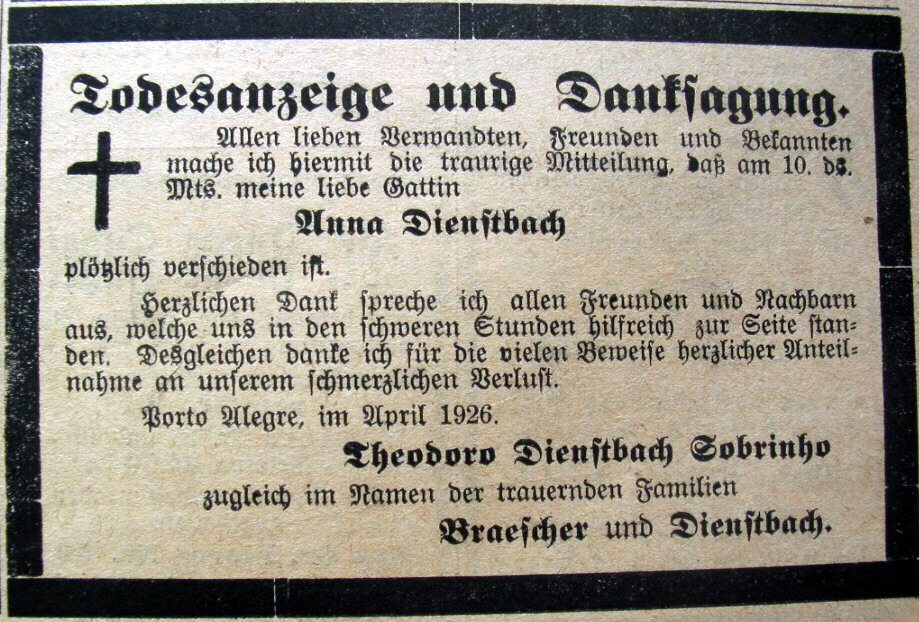 Todesanzeige und Danksagung.
Allen lieben Verwandten, Freunden und Bekannten
mache ich hiermit die traurige Mitteilung, daß am 10. ds.
Mts. meine liebe Gattin
Anna Dienstbach
plötzlich verschieden ist.
Herzlichen Dank spreche ich allen Freunden und Nachbarn
aus, welche uns in den schweren Stunden hilfreich zur Seite stan-
den. Desgleichen danke ich für die vielen Beweise herzlicher Anteil-
nahme an unserem schmerzlichen Verlust.
Porto Alegre, im April 1926.
Theodoro Dienstbach Sobrinho
zugleich im Namen der trauernden Familien
Braescher und Dienstbach.